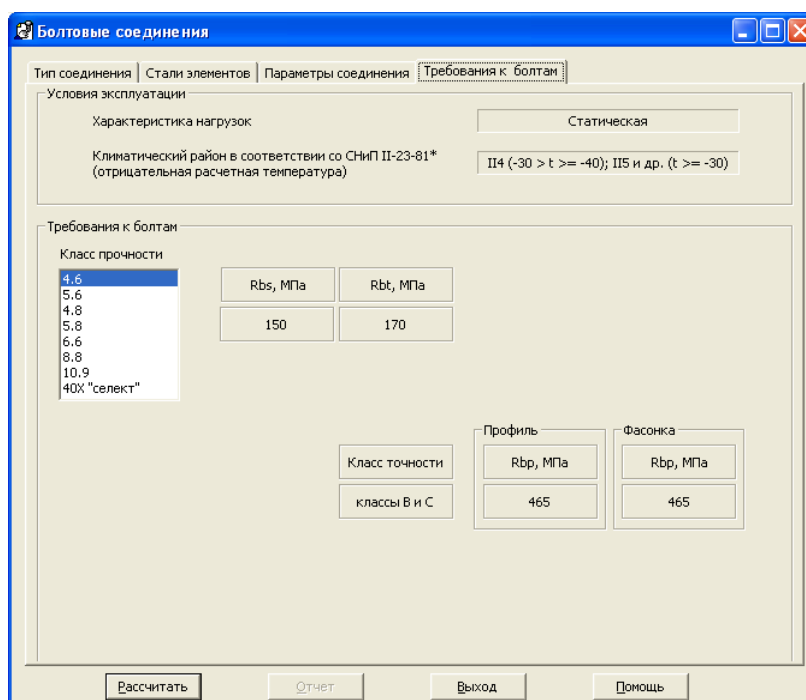 Болтовые соединения
Тип соединения
Стали элементов
Параметры соединения
Требования к болтам
Условия эксплуатации
Характеристика нагрузок
Статическая
Климатический район в соответствии со СНиП II-23-81*
(отрицательная расчетная температура)
II4 (-30 > t >= -40); II5 и др. (t >= -30)
Требования к болтам
Класс прочности
4.6
5.6
4.8
5.8
6.6
8.8
10.9
40Х "селект"
Rbs, МПа
Rbt, МПа
150
170
Профиль
Фасонка
Класс точности
Rbp, МПа
Rbp, МПа
классы В и С
465
465
Рассчитать
Отчет
Выход
Помощь